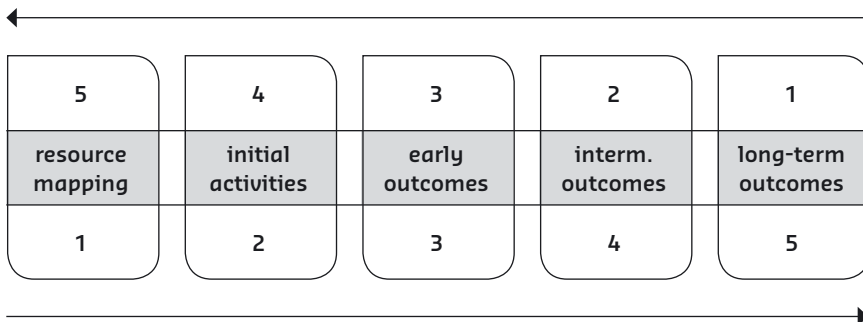 5 4 3 2 1
resource initial early interm. long-term
mapping activities outcomes outcomes outcomes
1 2 3 4 5